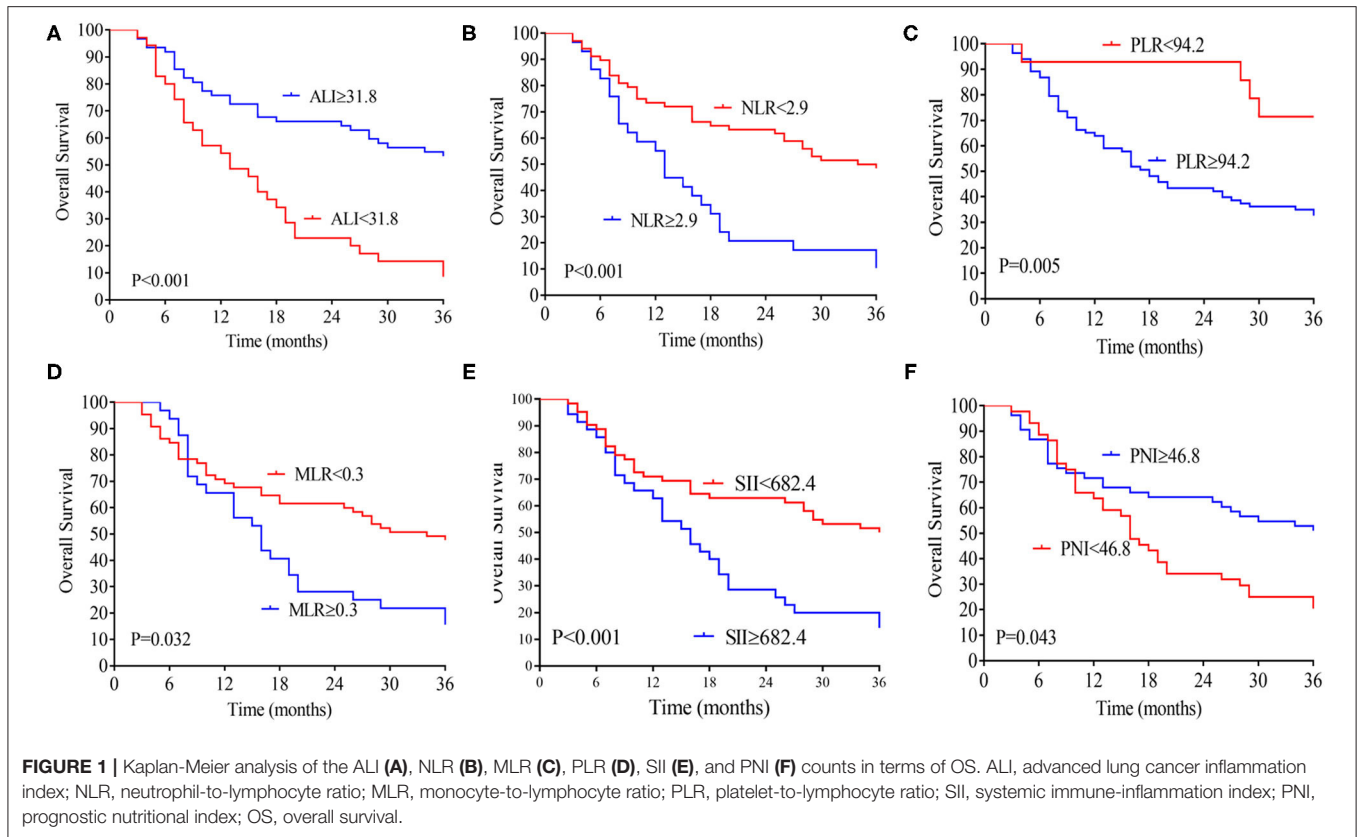 A
100
90
80
70
60
50
40
30
20
10
0
Overall Survival
ALI≥31.8
ALI<31.8
P<0.001
0 6 12 18 24 30 36
Time (months)
B
100
90
80
70
60
50
40
30
20
10
0
Overall Survival
NLR<2.9
NLR≥2.9
P<0.001
0 6 12 18 24 30 36
Time (months)
C
100
90
80
70
60
50
40
30
20
10
0
Overall Survival
PLR<94.2
PLR≥94.2
P=0.005
0 6 12 18 24 30 36
Time (months)
D
100
90
80
70
60
50
40
30
20
10
0
Overall Survival
MLR<0.3
MLR≥0.3
P=0.032
0 6 12 18 24 30 36
Time (months)
E
100
90
80
70
60
50
40
30
20
10
0
Overall Survival
SII<682.4
SII≥682.4
P<0.001
0 6 12 18 24 30 36
Time (months)
F
100
90
80
70
60
50
40
30
20
10
0
Overall Survival
PNI≥46.8
PNI<46.8
P=0.043
0 6 12 18 24 30 36
Time (months)
FIGURE 1 | Kaplan-Meier analysis of the ALI (A), NLR (B), MLR (C), PLR (D), SII (E), and PNI (F) counts in terms of OS. ALI, advanced lung cancer inflammation
index; NLR, neutrophil-to-lymphocyte ratio; MLR, monocyte-to-lymphocyte ratio; PLR, platelet-to-lymphocyte ratio; SII, systemic immune-inflammation index; PNI,
prognostic nutritional index; OS, overall survival.